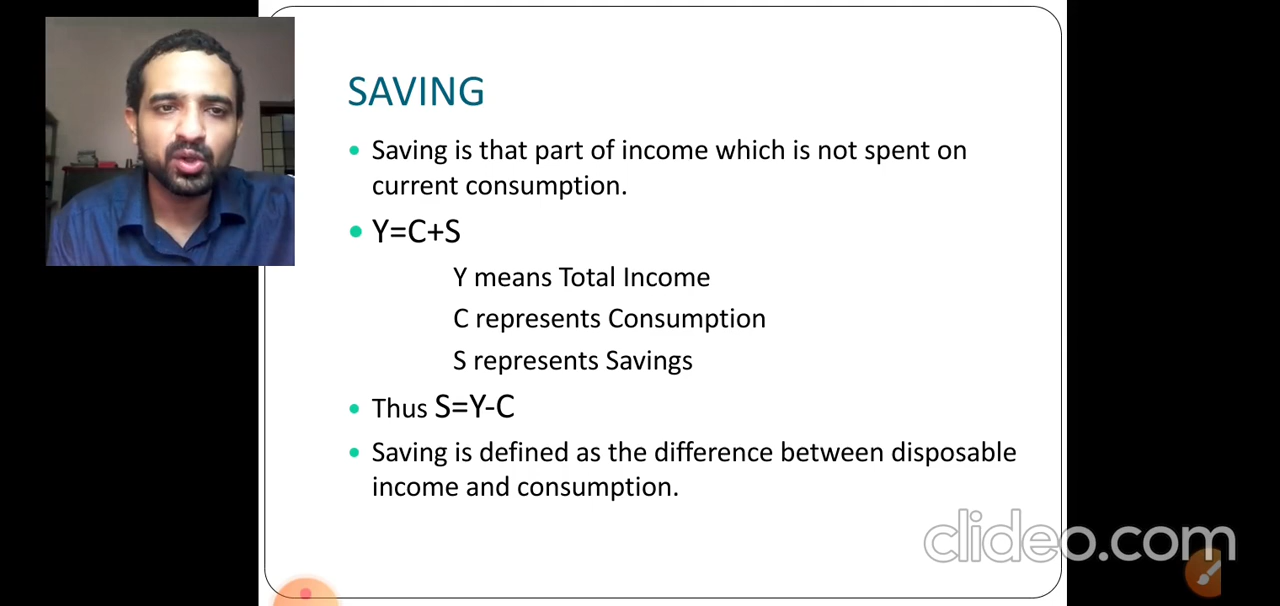 SAVING
• Saving is that part of income which is not spent on
current consumption.
• Y=C+S
Y means Total Income
C represents Consumption
S represents Savings
• Thus S=Y-C
• Saving is defined as the difference between disposable
income and consumption.
clideo.com